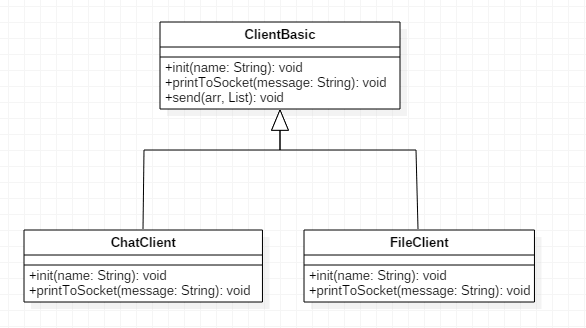 ClientBasic
+init(name: String): void
+printToSocket(message: String): void
+send(arr, List): void
ChatClient
+init(name: String): void
+printToSocket(message: String): void
FileClient
+init(name: String): void
+printToSocket(message: String): void